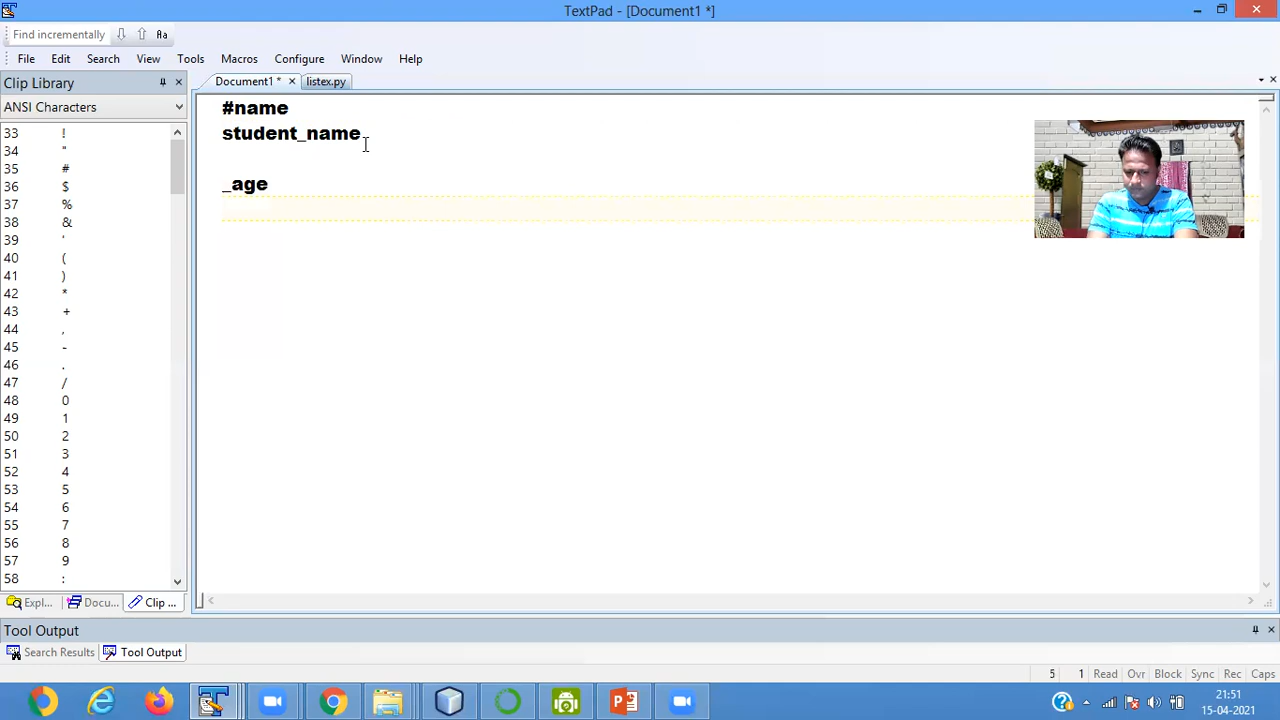 TextPad - [Document1 *]
Find incrementally
File Edit Search View Tools Macros Configure Window Help
Clip Library
Document1 * listex.py
ANSI Characters
#name
student_name
_age
33 !
34 "
35 #
36 $
37 %
38 &
39 '
40 (
41 )
42 *
43 +
44 ,
45 -
46 .
47 /
48 0
49 1
50 2
51 3
52 4
53 5
54 6
55 7
56 8
57 9
58 :
Expl... Docu... Clip ...
Tool Output
Search Results Tool Output
5 1 Read Ovr Block Sync Rec Caps
21:51
15-04-2021